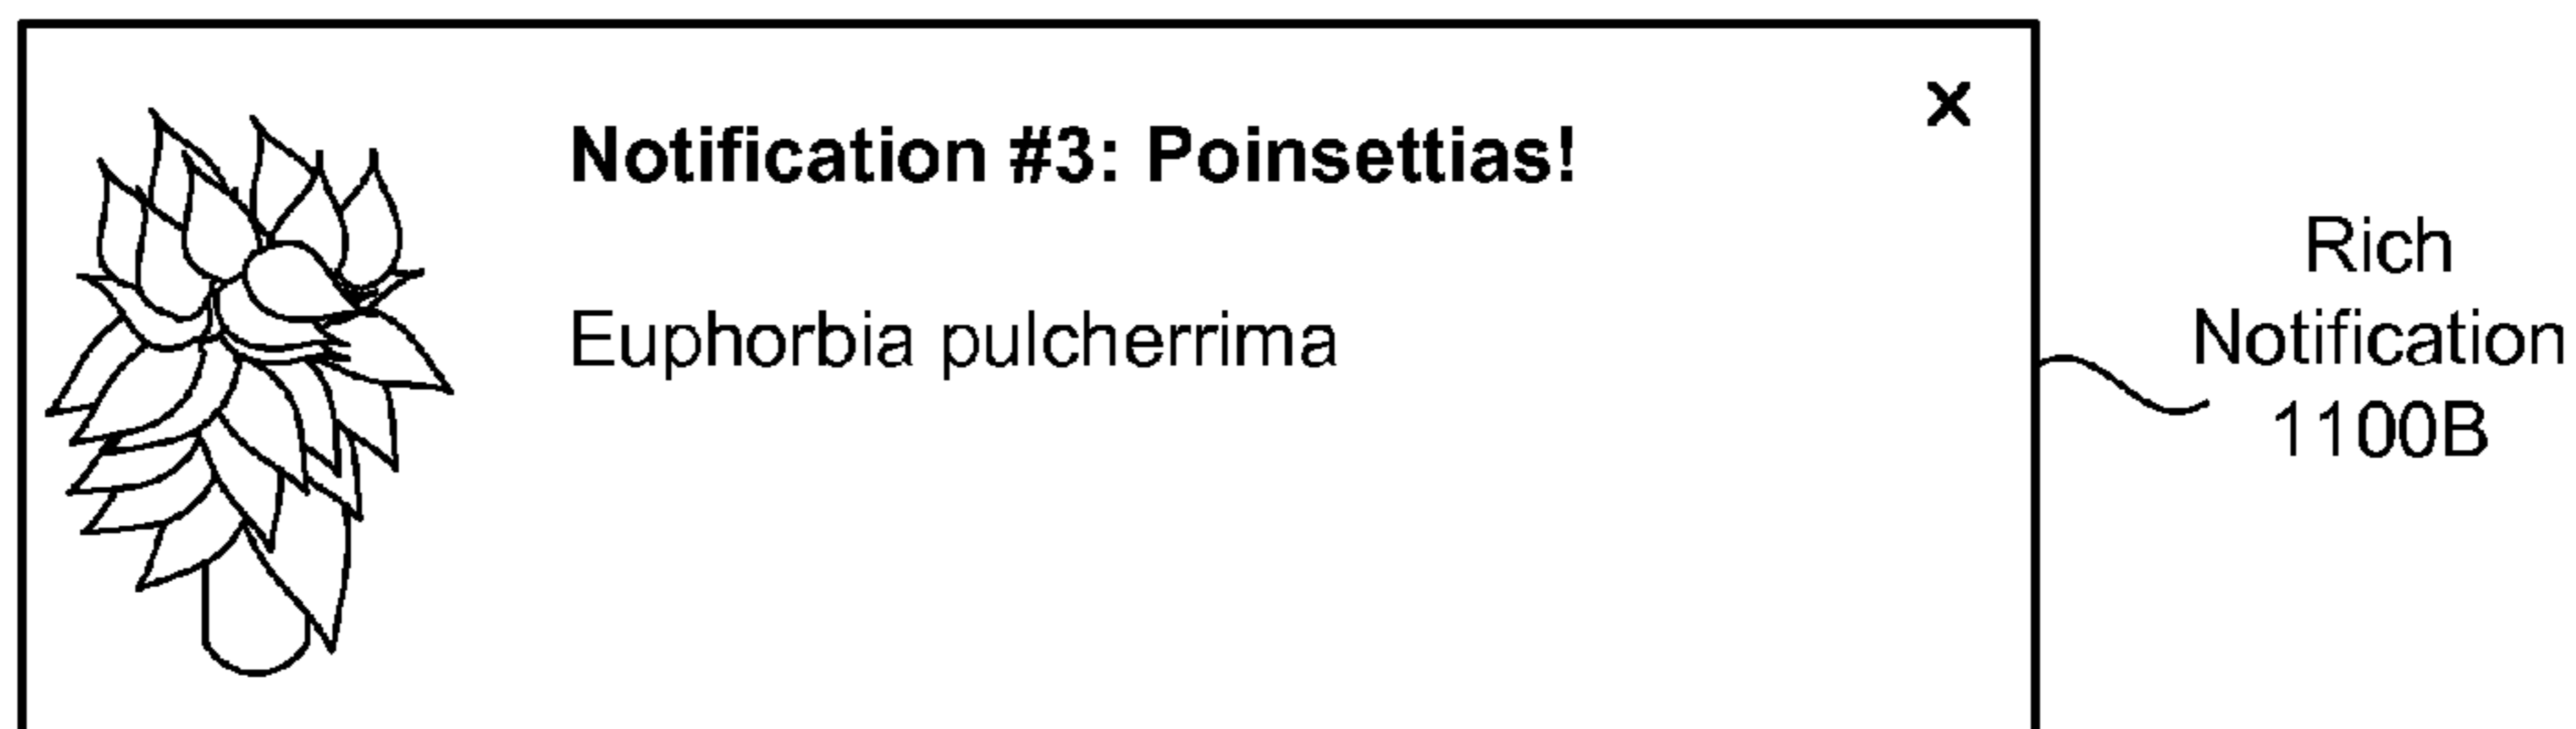 x
Notification #3: Poinsettias!
Euphorbia pulcherrima
Rich
Notification
1100B